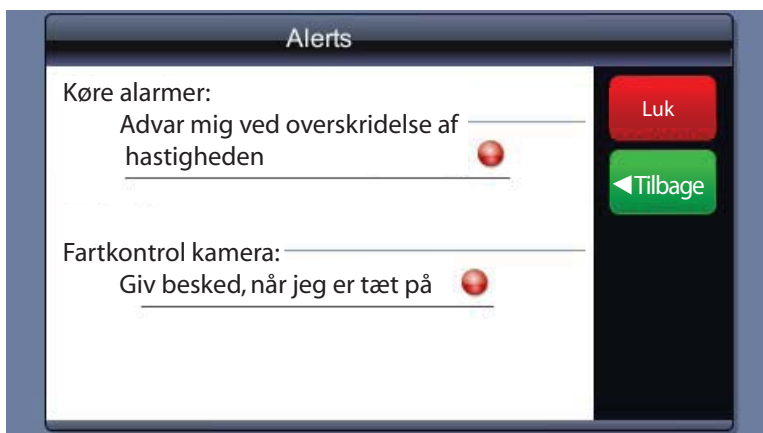 Alerts
Køre alarmer:
Advar mig ved overskridelse af
hastigheden
Luk
Tilbage
Fartkontrol kamera:
Giv besked, når jeg er tæt på